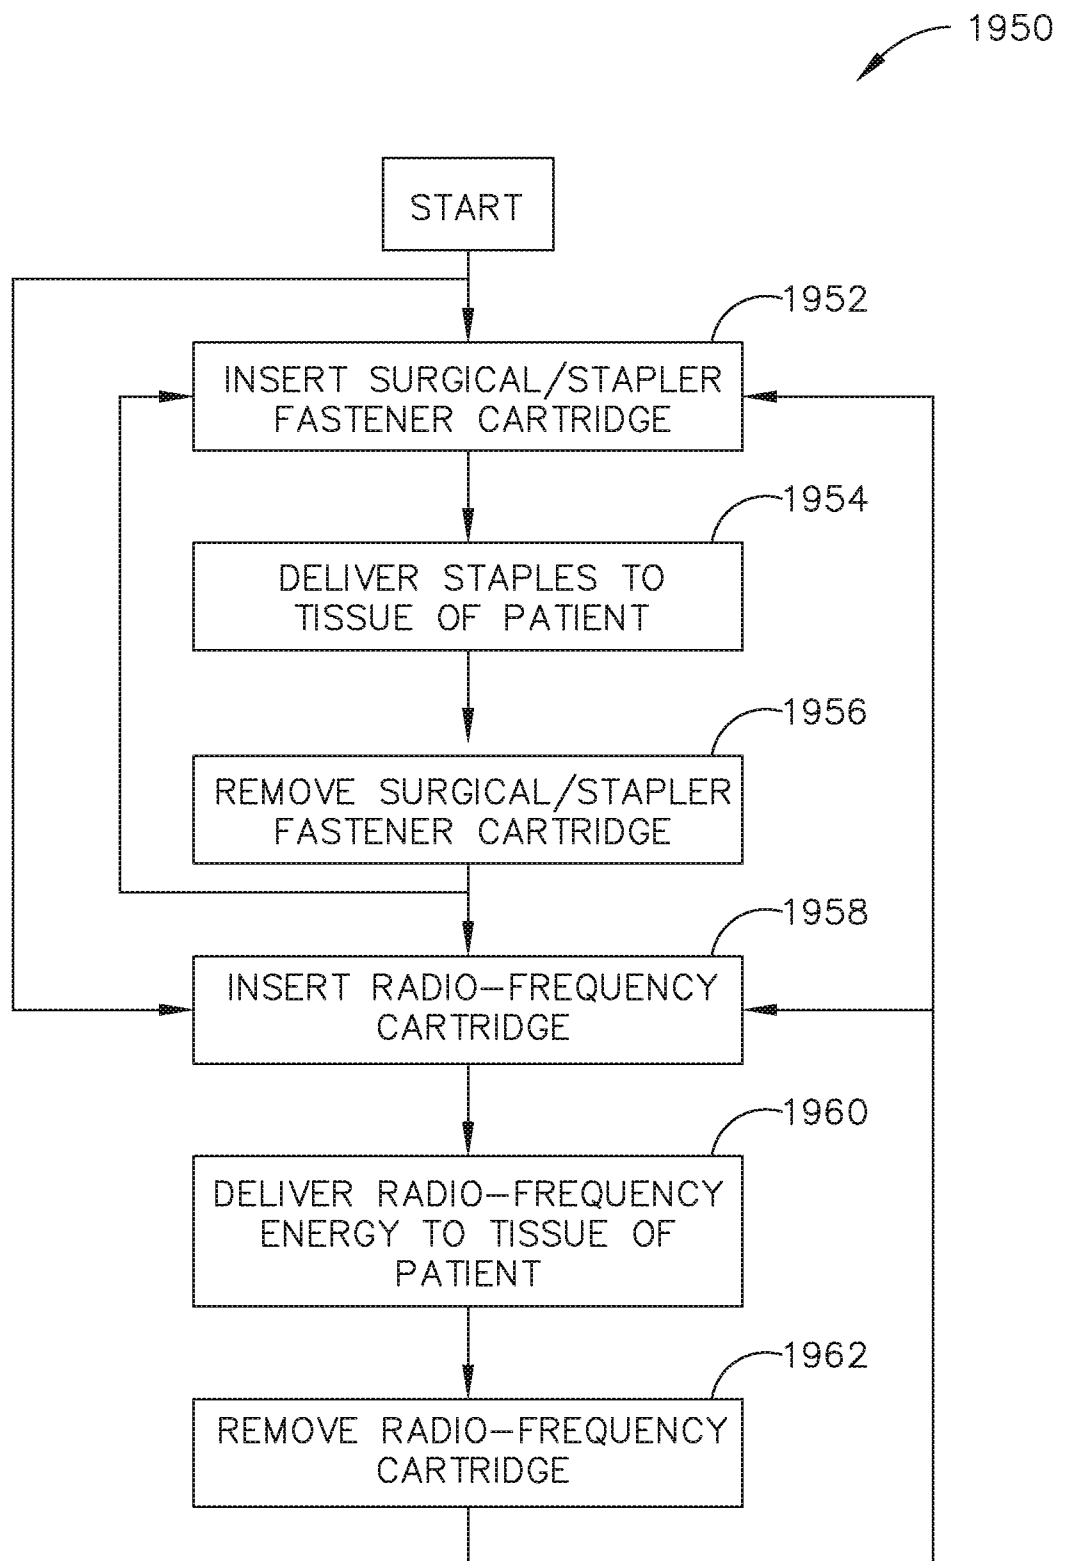 1950
START
1952
INSERT SURGICAL/STAPLER
FASTENER CARTRIDGE
1954
DELIVER STAPLES TO
TISSUE OF PATIENT
1956
REMOVE SURGICAL/STAPLER
FASTENER CARTRIDGE
1958
INSERT RADIO-FREQUENCY
CARTRIDGE
1960
DELIVER RADIO-FREQUENCY
ENERGY TO TISSUE OF
PATIENT
1962
REMOVE RADIO-FREQUENCY
CARTRIDGE